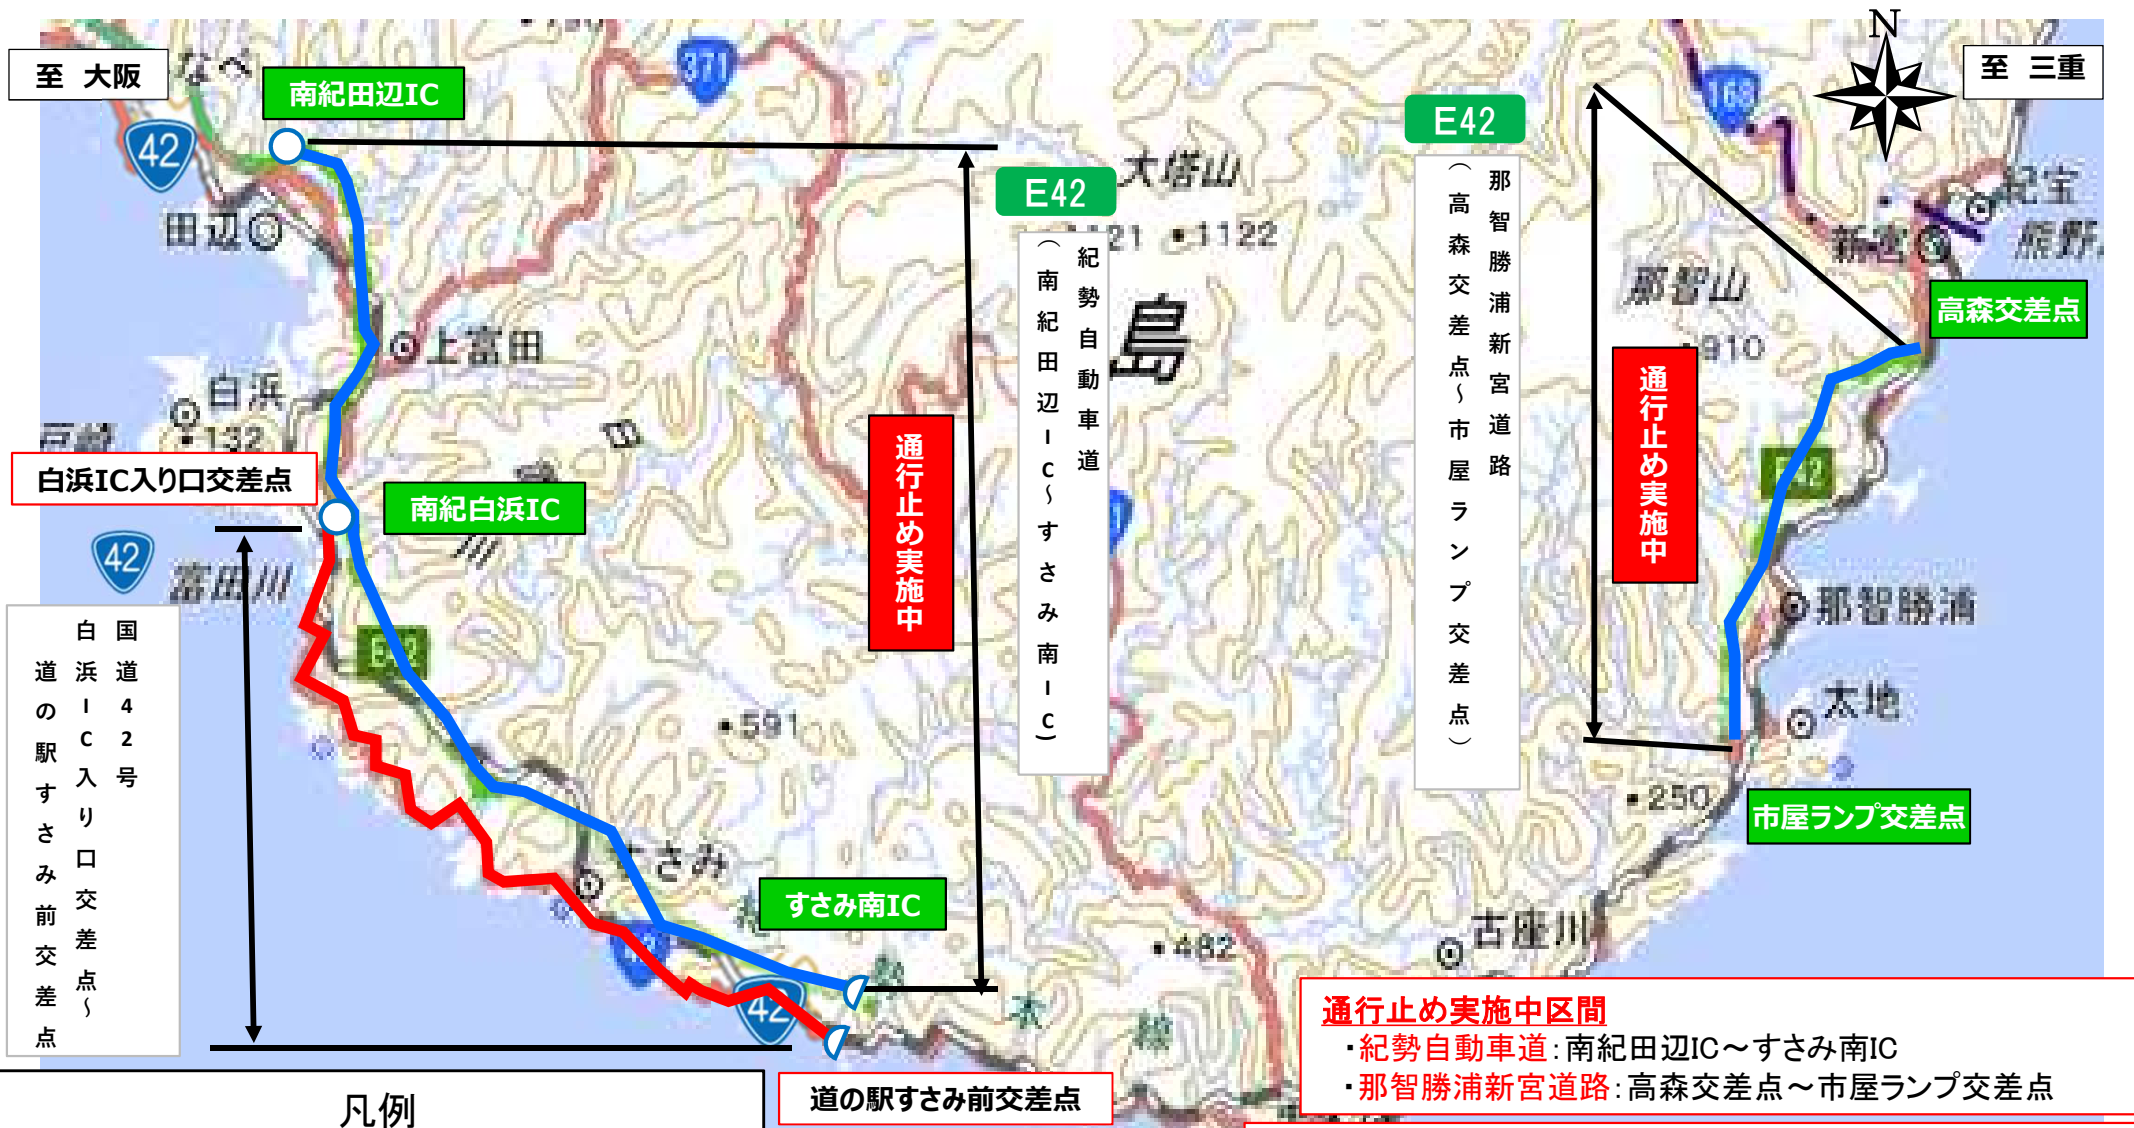 至 大阪
なべ
南紀田辺IC
371
42
田辺
上富田
白浜
132
白浜IC入り口交差点
南紀白浜IC
42
富田川
国道42号
白浜IC入り口交差点～
道の駅すさみ前交差点
591
すさみ
すさみ南IC
42
道の駅すさみ前交差点
凡例
通行止め実施中
E42
紀勢自動車道
(南紀田辺IC～すさみ南IC)
大塔山
1122
島
482
E42
那智勝浦新宮道路
(高森交差点～市屋ランプ交差点)
通行止め実施中
168
N
至 三重
紀宝
新宮
熊野
那智山
910
高森交差点
那智勝浦
太地
250
市屋ランプ交差点
古座川
通行止め実施中区間
・紀勢自動車道：南紀田辺IC～すさみ南IC
・那智勝浦新宮道路：高森交差点～市屋ランプ交差点